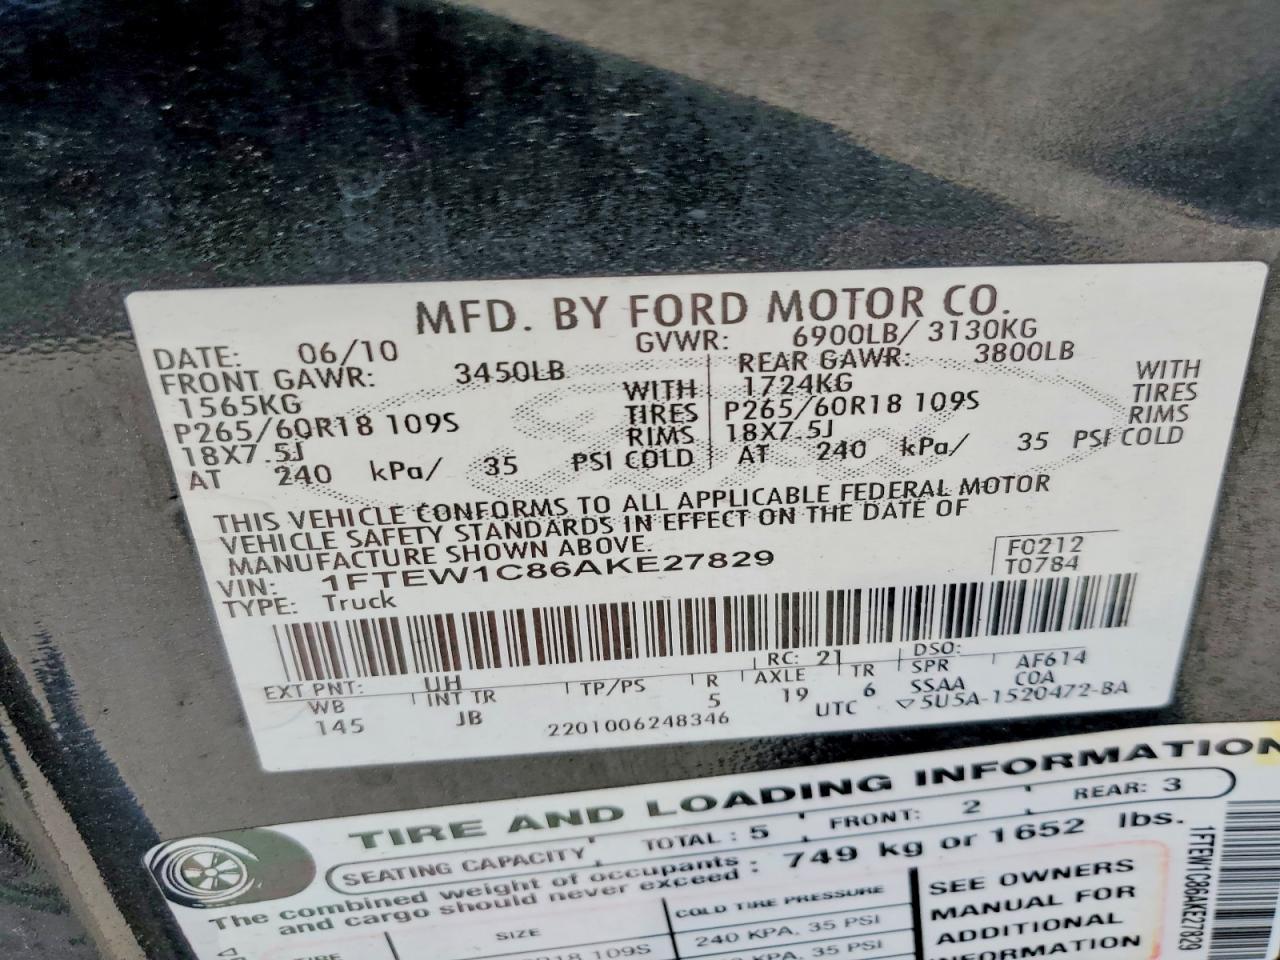 MFD. BY FORD MOTOR CO.
DATE: 06/10 GVWR: 6900LB/ 3130KG
FRONT GAWR: 3450LB REAR GAWR: 3800LB
1565KG WITH 1724KG WITH
P265/60R18 109S TIRES P265/60R18 109S TIRES
18X7.5J RIMS 18X7.5J RIMS
AT 240 kPa/ 35 PSI COLD AT 240 kPa/ 35 PSI COLD
THIS VEHICLE CONFORMS TO ALL APPLICABLE FEDERAL MOTOR
VEHICLE SAFETY STANDARDS IN EFFECT ON THE DATE OF
MANUFACTURE SHOWN ABOVE.
VIN: 1FTEW1C86AKE27829 F0212
TYPE: Truck T0784
EXT PNT: UH RC: 21 DSO:
WB INT TR TP/PS R AXLE TR SPR AF614
145 JB 5 19 6 SSAA COA
2201006248346 UTC ▽5U5A-1520472-BA
TIRE AND LOADING INFORMATION
SEATING CAPACITY TOTAL: 5 FRONT: 2 REAR: 3
The combined weight of occupants
and cargo should never exceed : 749 kg or 1652 lbs.
SIZE COLD TIRE PRESSURE SEE OWNERS
109S 240 KPA, 35 PSI MANUAL FOR
35 PSI ADDITIONAL
INFORMATION
1FTEW1C86AKE27829